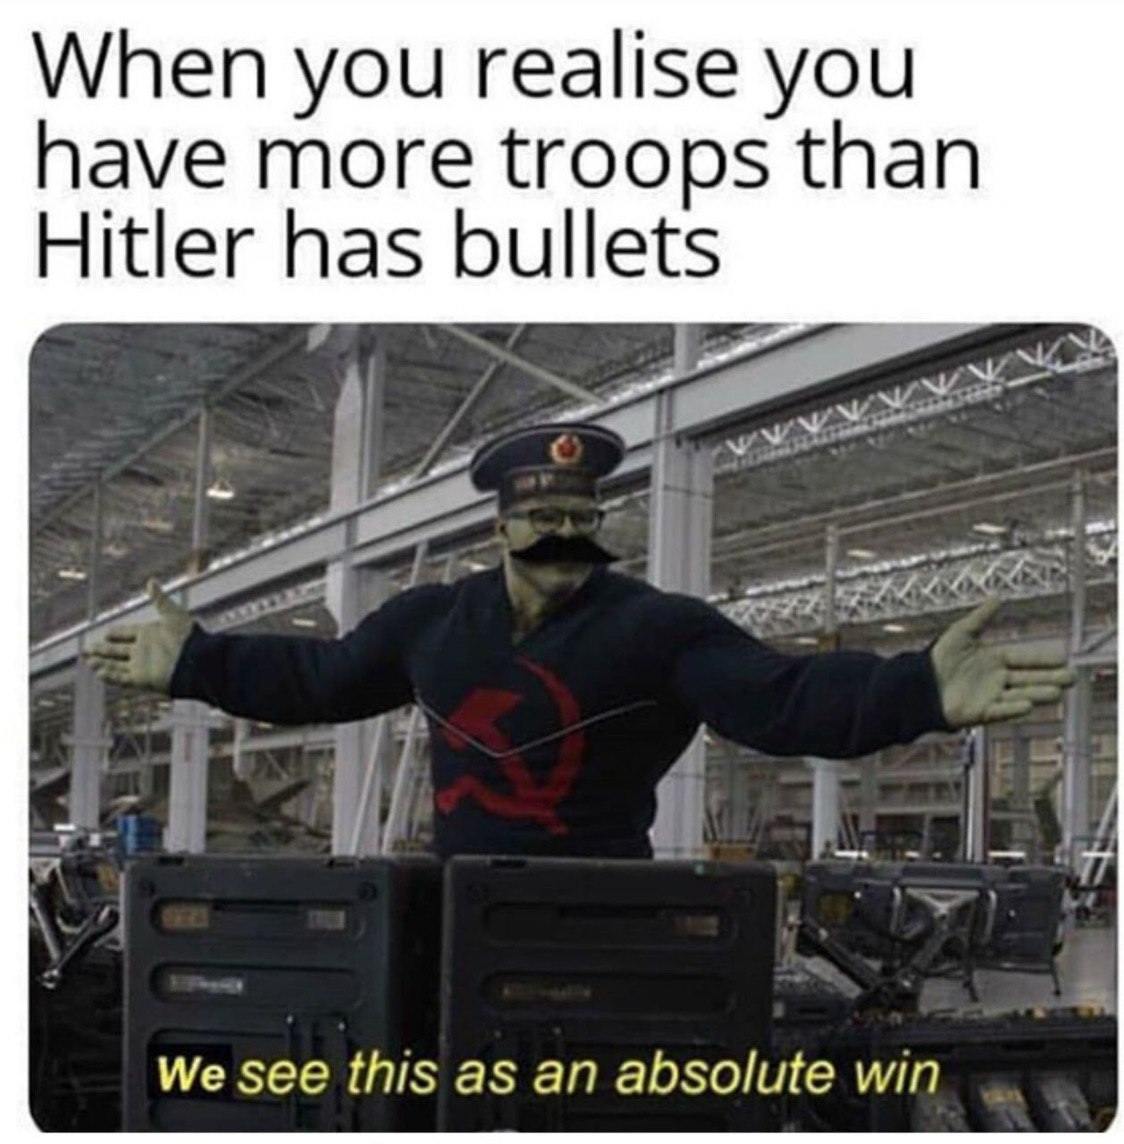 When you realise you
have more troops than
Hitler has bullets
We see this as an absolute win